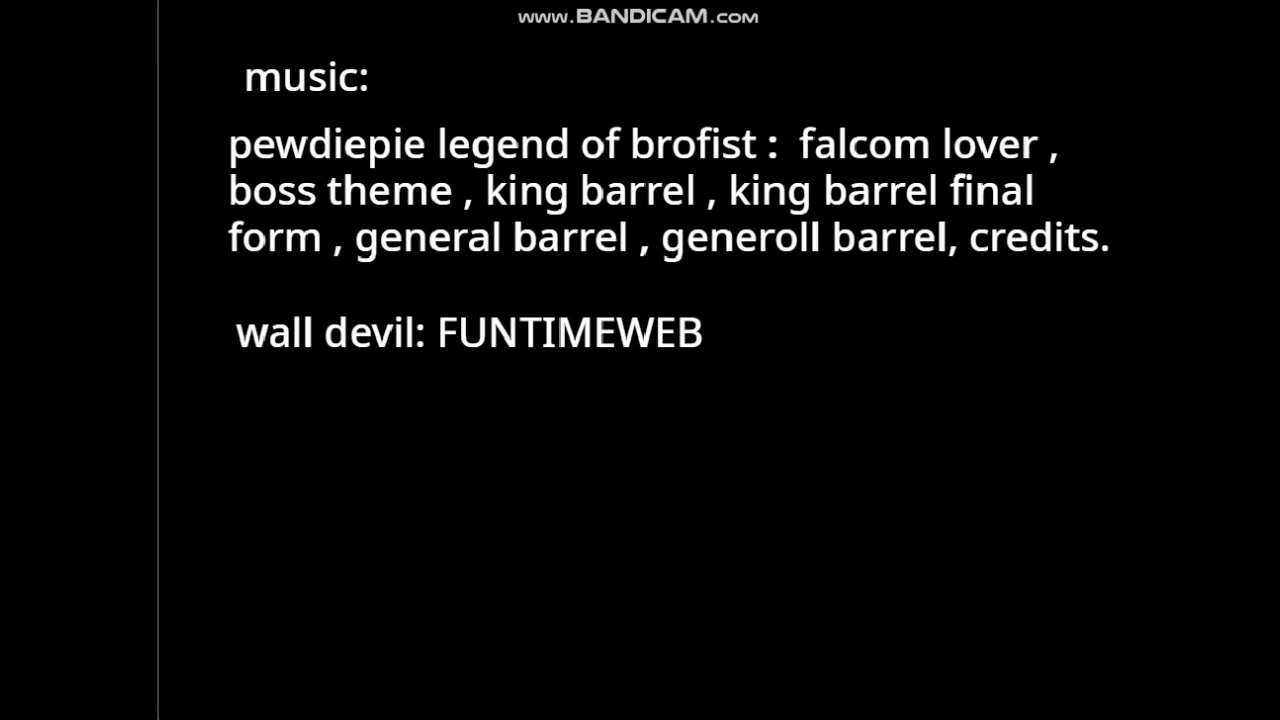 www.BANDICAM.com
music:
pewdiepie legend of brofist :  falcom lover ,
boss theme , king barrel , king barrel final
form , general barrel , generoll barrel, credits.
wall devil: FUNTIMEWEB